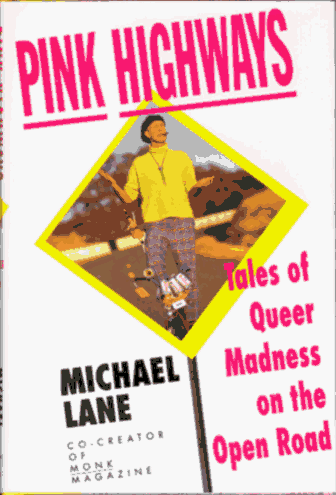 PINK HIGHWAYS
Tales of
Queer
Madness
on the
Open Road
MICHAEL
LANE
CO-CREATOR
OF
MONK
MAGAZINE